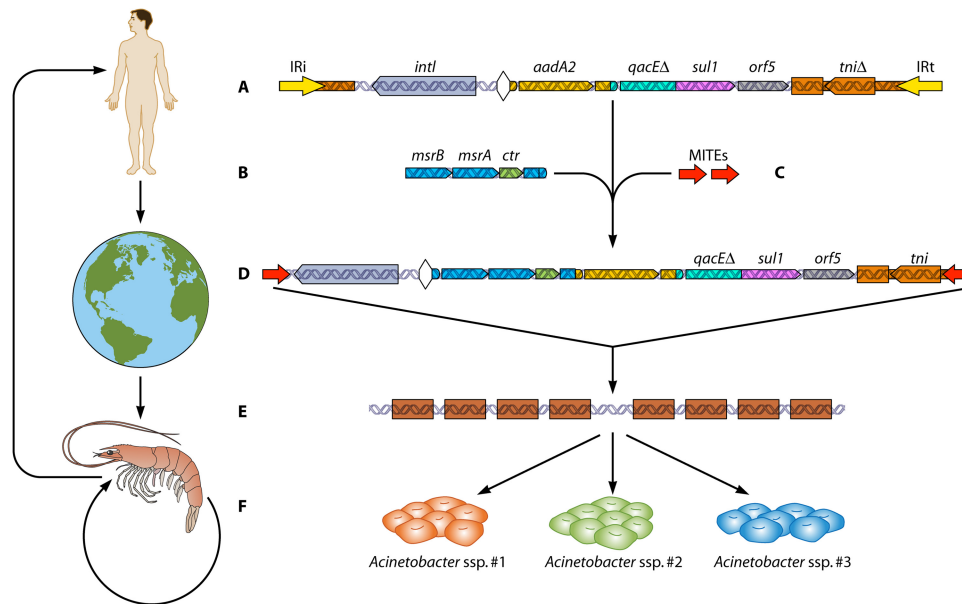 A IRi intI aadA2 qacEΔ sul1 orf5 tniΔ IRt
B msrB msrA ctr MITEs C
D qacEΔ sul1 orf5 tni
E
F
Acinetobacter ssp. #1 Acinetobacter ssp. #2 Acinetobacter ssp. #3